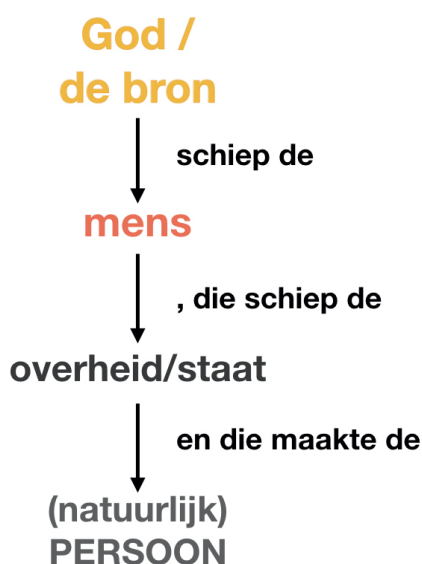 God /
de bron
schiep de
mens
, die schiep de
overheid/staat
en die maakte de
(natuurlijk)
PERSOON